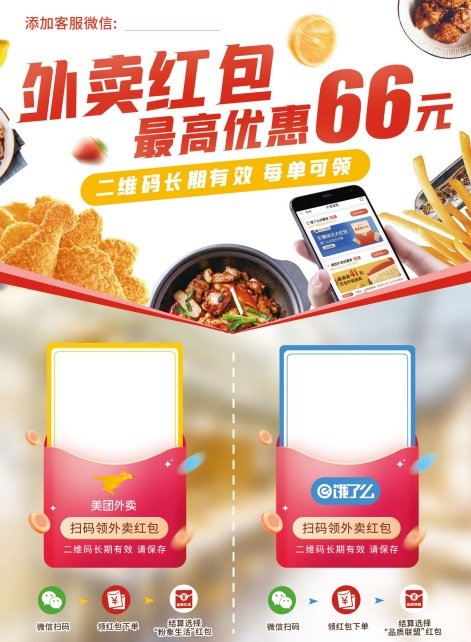 添加客服微信:
外卖红包
最高优惠66元
二维码长期有效 每单可领
美团外卖
扫码领外卖红包
二维码长期有效 请保存
微信扫码
领红包下单
结算选择
"粉象生活"红包
饿了么
扫码领外卖红包
二维码长期有效 请保存
微信扫码
领红包下单
结算选择
"品质联盟"红包